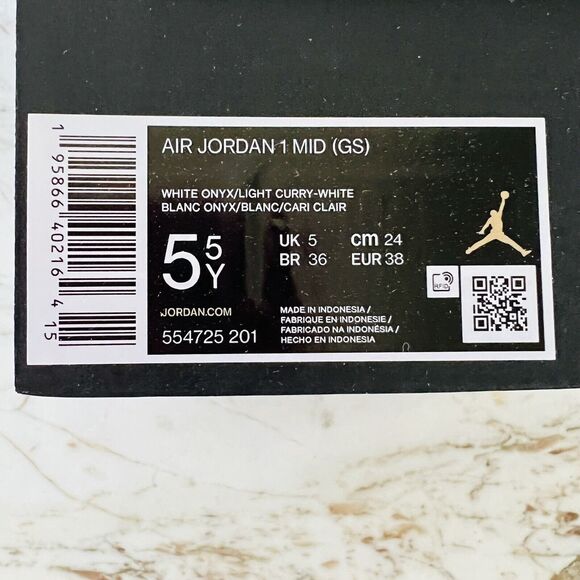 AIR JORDAN 1 MID (GS)
WHITE ONYX/LIGHT CURRY-WHITE
BLANC ONYX/BLANC/CARI CLAIR
5 5Y
UK 5 cm 24
BR 36 EUR 38
RFID
JORDAN.COM
554725 201
MADE IN INDONESIA /
FABRIQUE EN INDONESIE /
FABRICADO NA INDONÉSIA /
HECHO EN INDONESIA
1 95866 40216 4 15